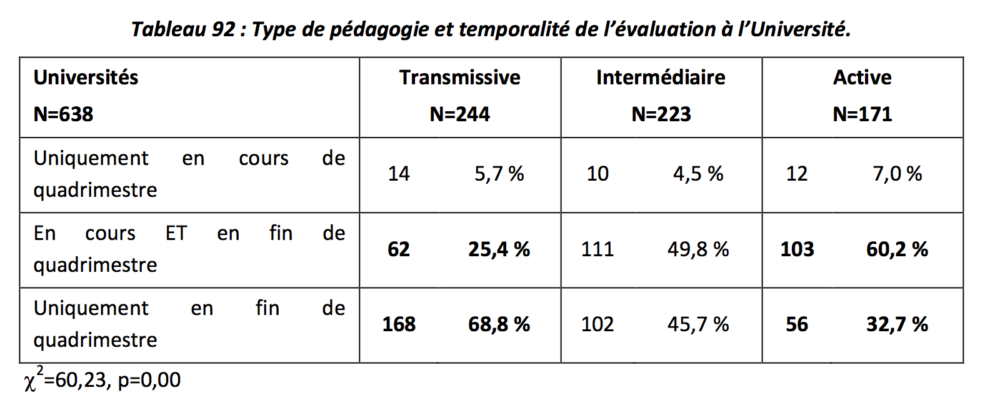 Tableau 92 : Type de pédagogie et temporalité de l’évaluation à l’Université.
Universités Transmissive Intermédiaire Active
N=638 N=244 N=223 N=171
Uniquement en cours de
quadrimestre
14 5,7 % 10 4,5 % 12 7,0 %
En cours ET en fin de
quadrimestre
62 25,4 % 111 49,8 % 103 60,2 %
Uniquement en fin de
quadrimestre
168 68,8 % 102 45,7 % 56 32,7 %
χ²=60,23, p=0,00